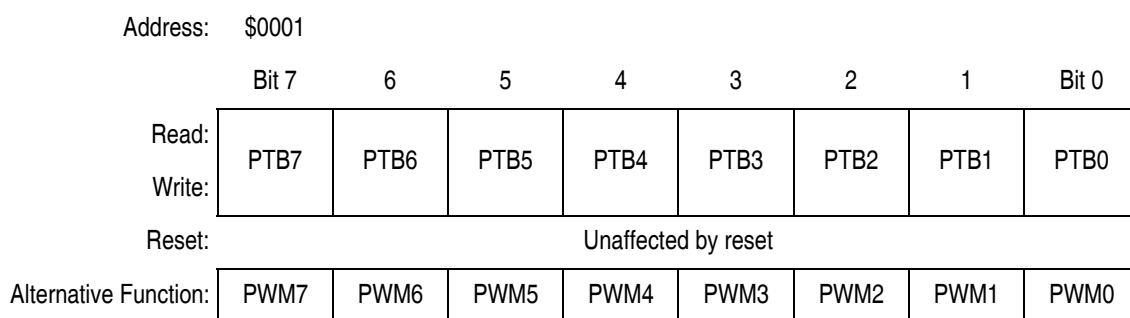 Address: $0001
Bit 7 6 5 4 3 2 1 Bit 0
Read:
PTB7 PTB6 PTB5 PTB4 PTB3 PTB2 PTB1 PTB0
Write:
Reset: Unaffected by reset
Alternative Function: PWM7 PWM6 PWM5 PWM4 PWM3 PWM2 PWM1 PWM0